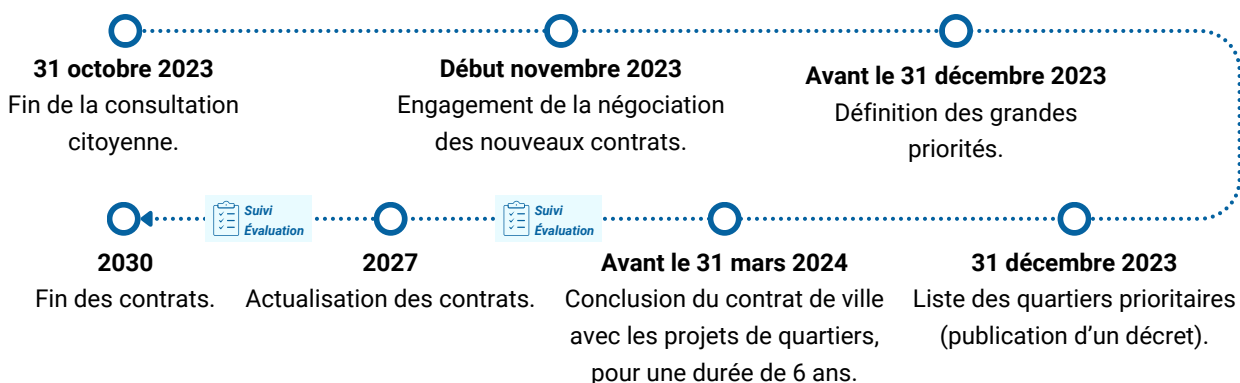 31 octobre 2023
Fin de la consultation
citoyenne.
Début novembre 2023
Engagement de la négociation
des nouveaux contrats.
Avant le 31 décembre 2023
Définition des grandes
priorités.
31 décembre 2023
Liste des quartiers prioritaires
(publication d’un décret).
Avant le 31 mars 2024
Conclusion du contrat de ville
avec les projets de quartiers,
pour une durée de 6 ans.
Suivi
Évaluation
2027
Actualisation des contrats.
Suivi
Évaluation
2030
Fin des contrats.